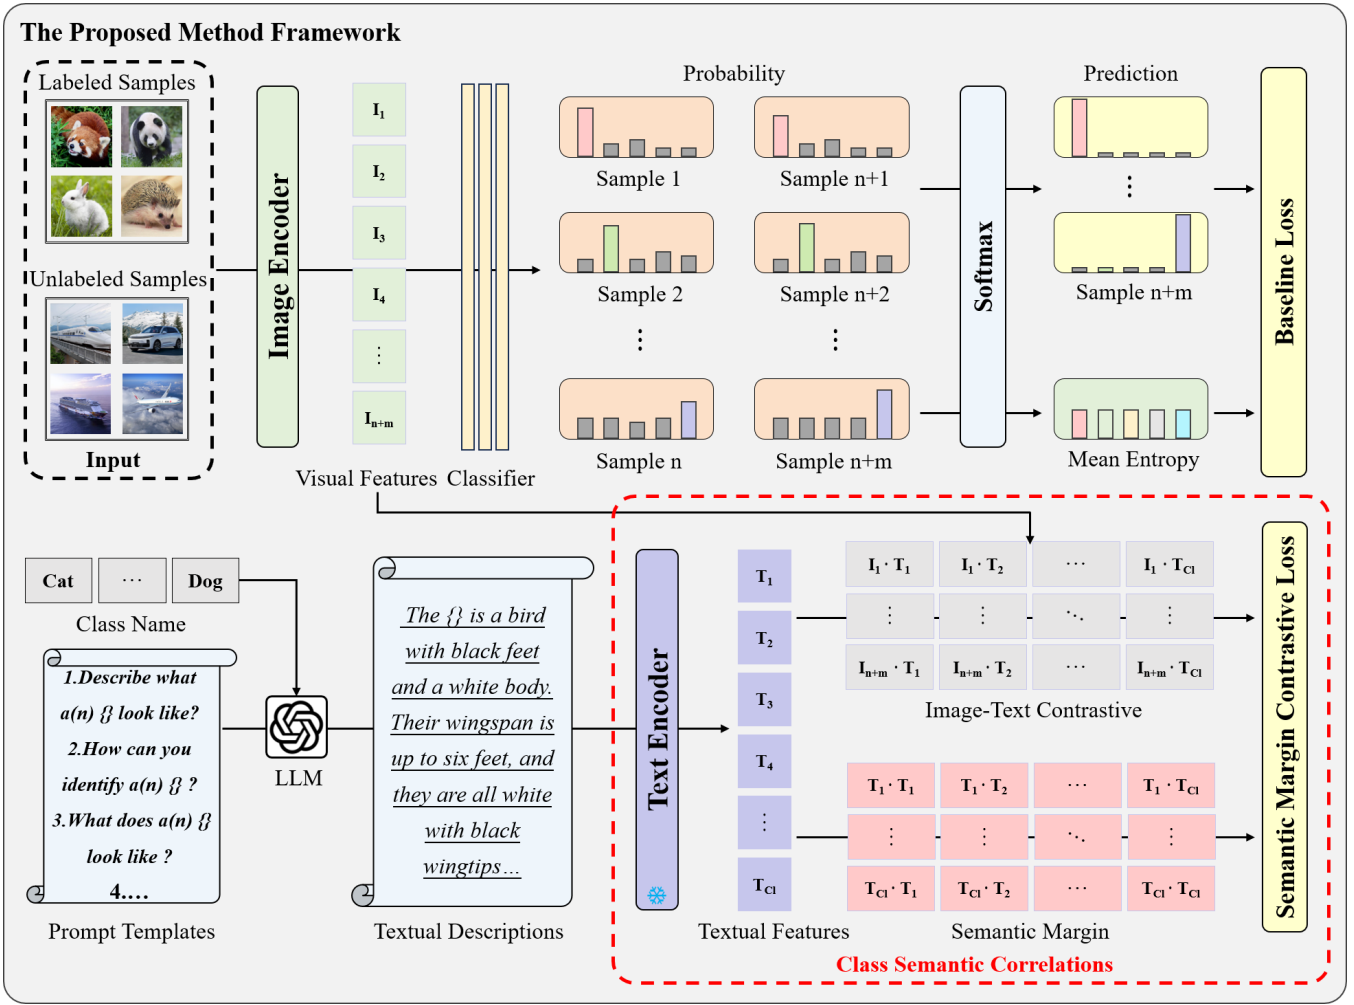 The Proposed Method Framework
Labeled Samples
Unlabeled Samples
Input
Image Encoder
I1
I2
I3
I4
⋮
In+m
Visual Features
Classifier
Probability
Sample 1
Sample n+1
Sample 2
Sample n+2
⋮
⋮
Sample n
Sample n+m
Softmax
Prediction
⋮
Sample n+m
Mean Entropy
Baseline Loss
Cat
⋯
Dog
Class Name
1.Describe what
a(n) {} look like?
2.How can you
identify a(n) {} ?
3.What does a(n) {}
look like ?
4.…
Prompt Templates
LLM
The {} is a bird
with black feet
and a white body.
Their wingspan is
up to six feet, and
they are all white
with black
wingtips…
Textual Descriptions
Text Encoder
T1
T2
T3
T4
⋮
TCl
Textual Features
I1 · T1 I1 · T2 ⋯ I1 · TCl
⋮ ⋮ ⋱ ⋮
In+m · T1 In+m · T2 ⋯ In+m · TCl
Image-Text Contrastive
T1 · T1 T1 · T2 ⋯ T1 · TCl
⋮ ⋮ ⋱ ⋮
TCl · T1 TCl · T2 ⋯ TCl · TCl
Semantic Margin
Class Semantic Correlations
Semantic Margin Contrastive Loss